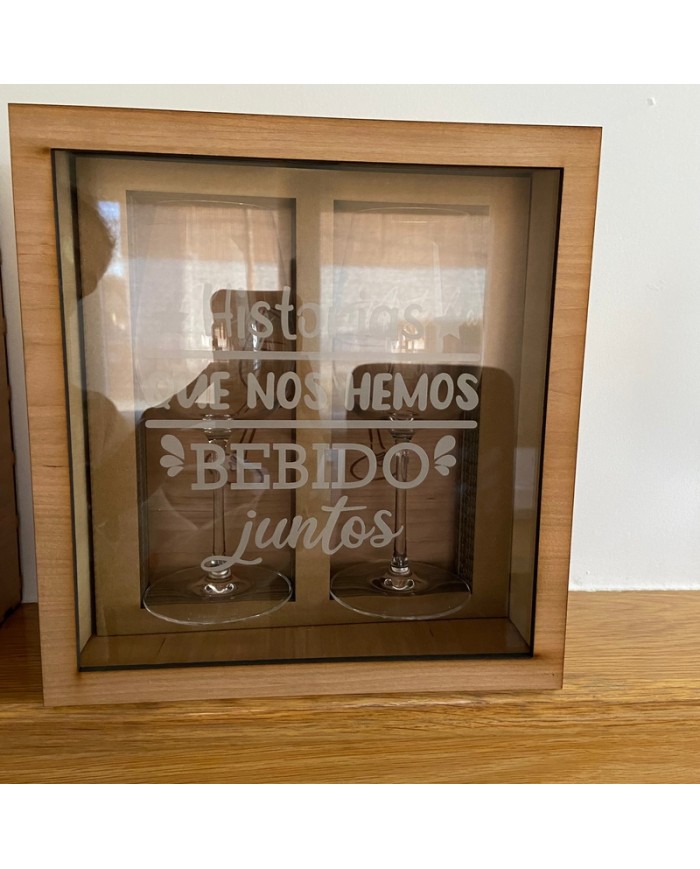 Historias
QUE NOS HEMOS
BEBIDO
juntos